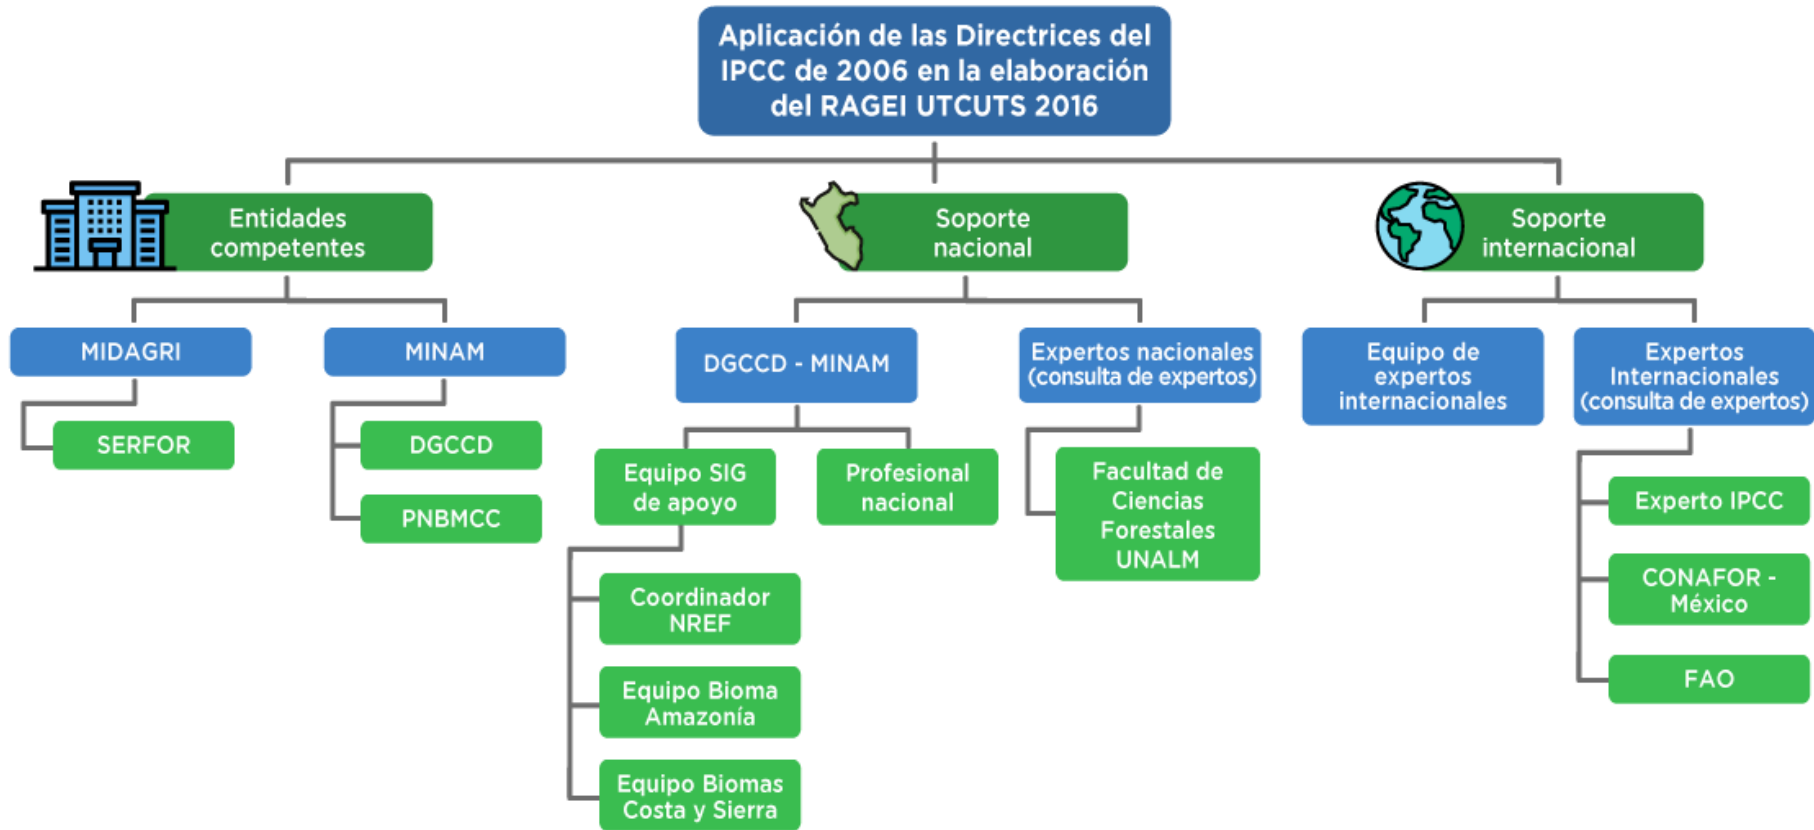 Aplicación de las Directrices del
IPCC de 2006 en la elaboración
del RAGEI UTCUTS 2016
Entidades
competentes
Soporte
nacional
Soporte
internacional
MIDAGRI
MINAM
DGCCD - MINAM
Expertos nacionales
(consulta de expertos)
Equipo de
expertos
internacionales
Expertos
Internacionales
(consulta de expertos)
SERFOR
DGCCD
PNBMCC
Equipo SIG
de apoyo
Profesional
nacional
Facultad de
Ciencias
Forestales
UNALM
Experto IPCC
CONAFOR -
México
FAO
Coordinador
NREF
Equipo Bioma
Amazonía
Equipo Biomas
Costa y Sierra